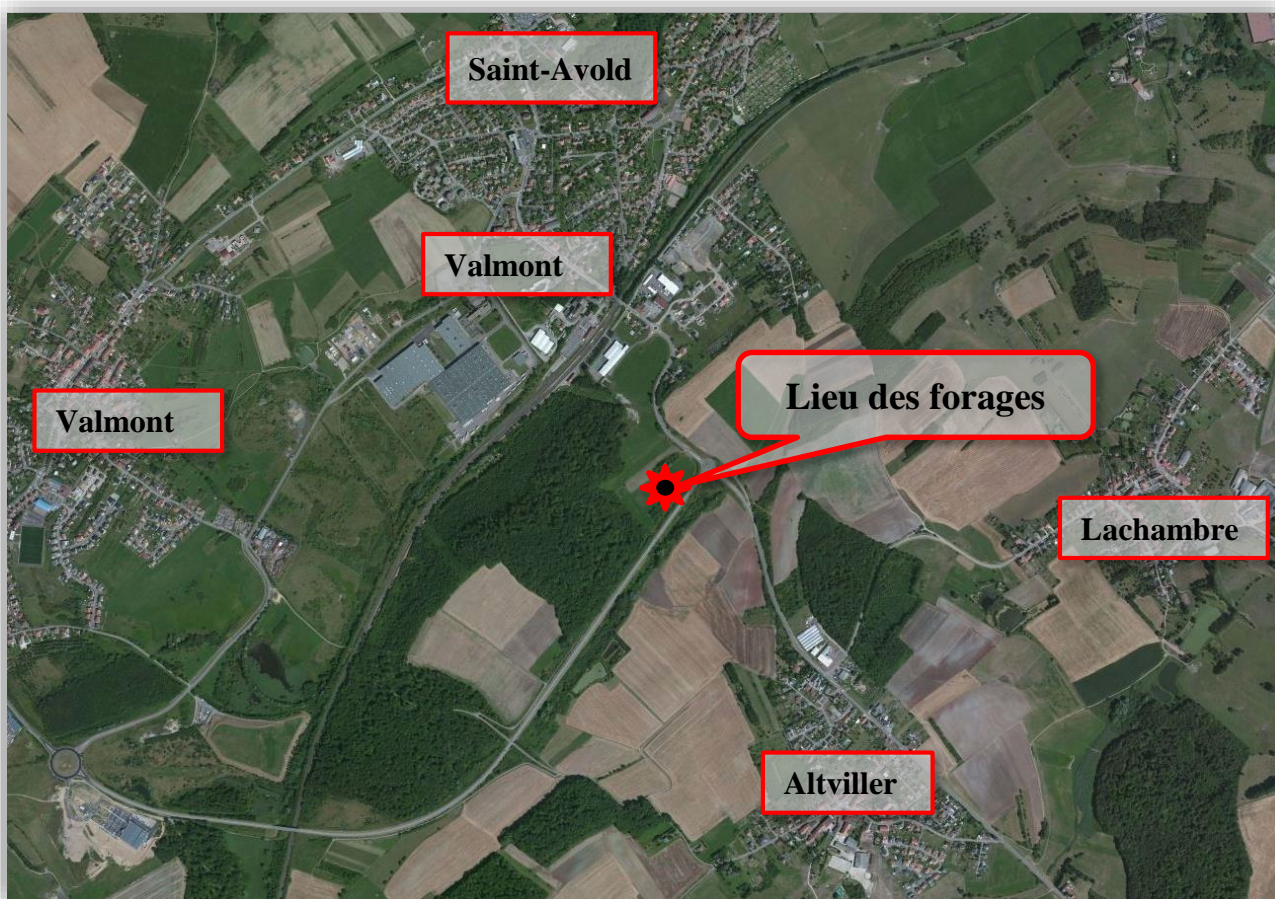 Saint-Avold
Valmont
Lieu des forages
Valmont
Lachambre
Altviller